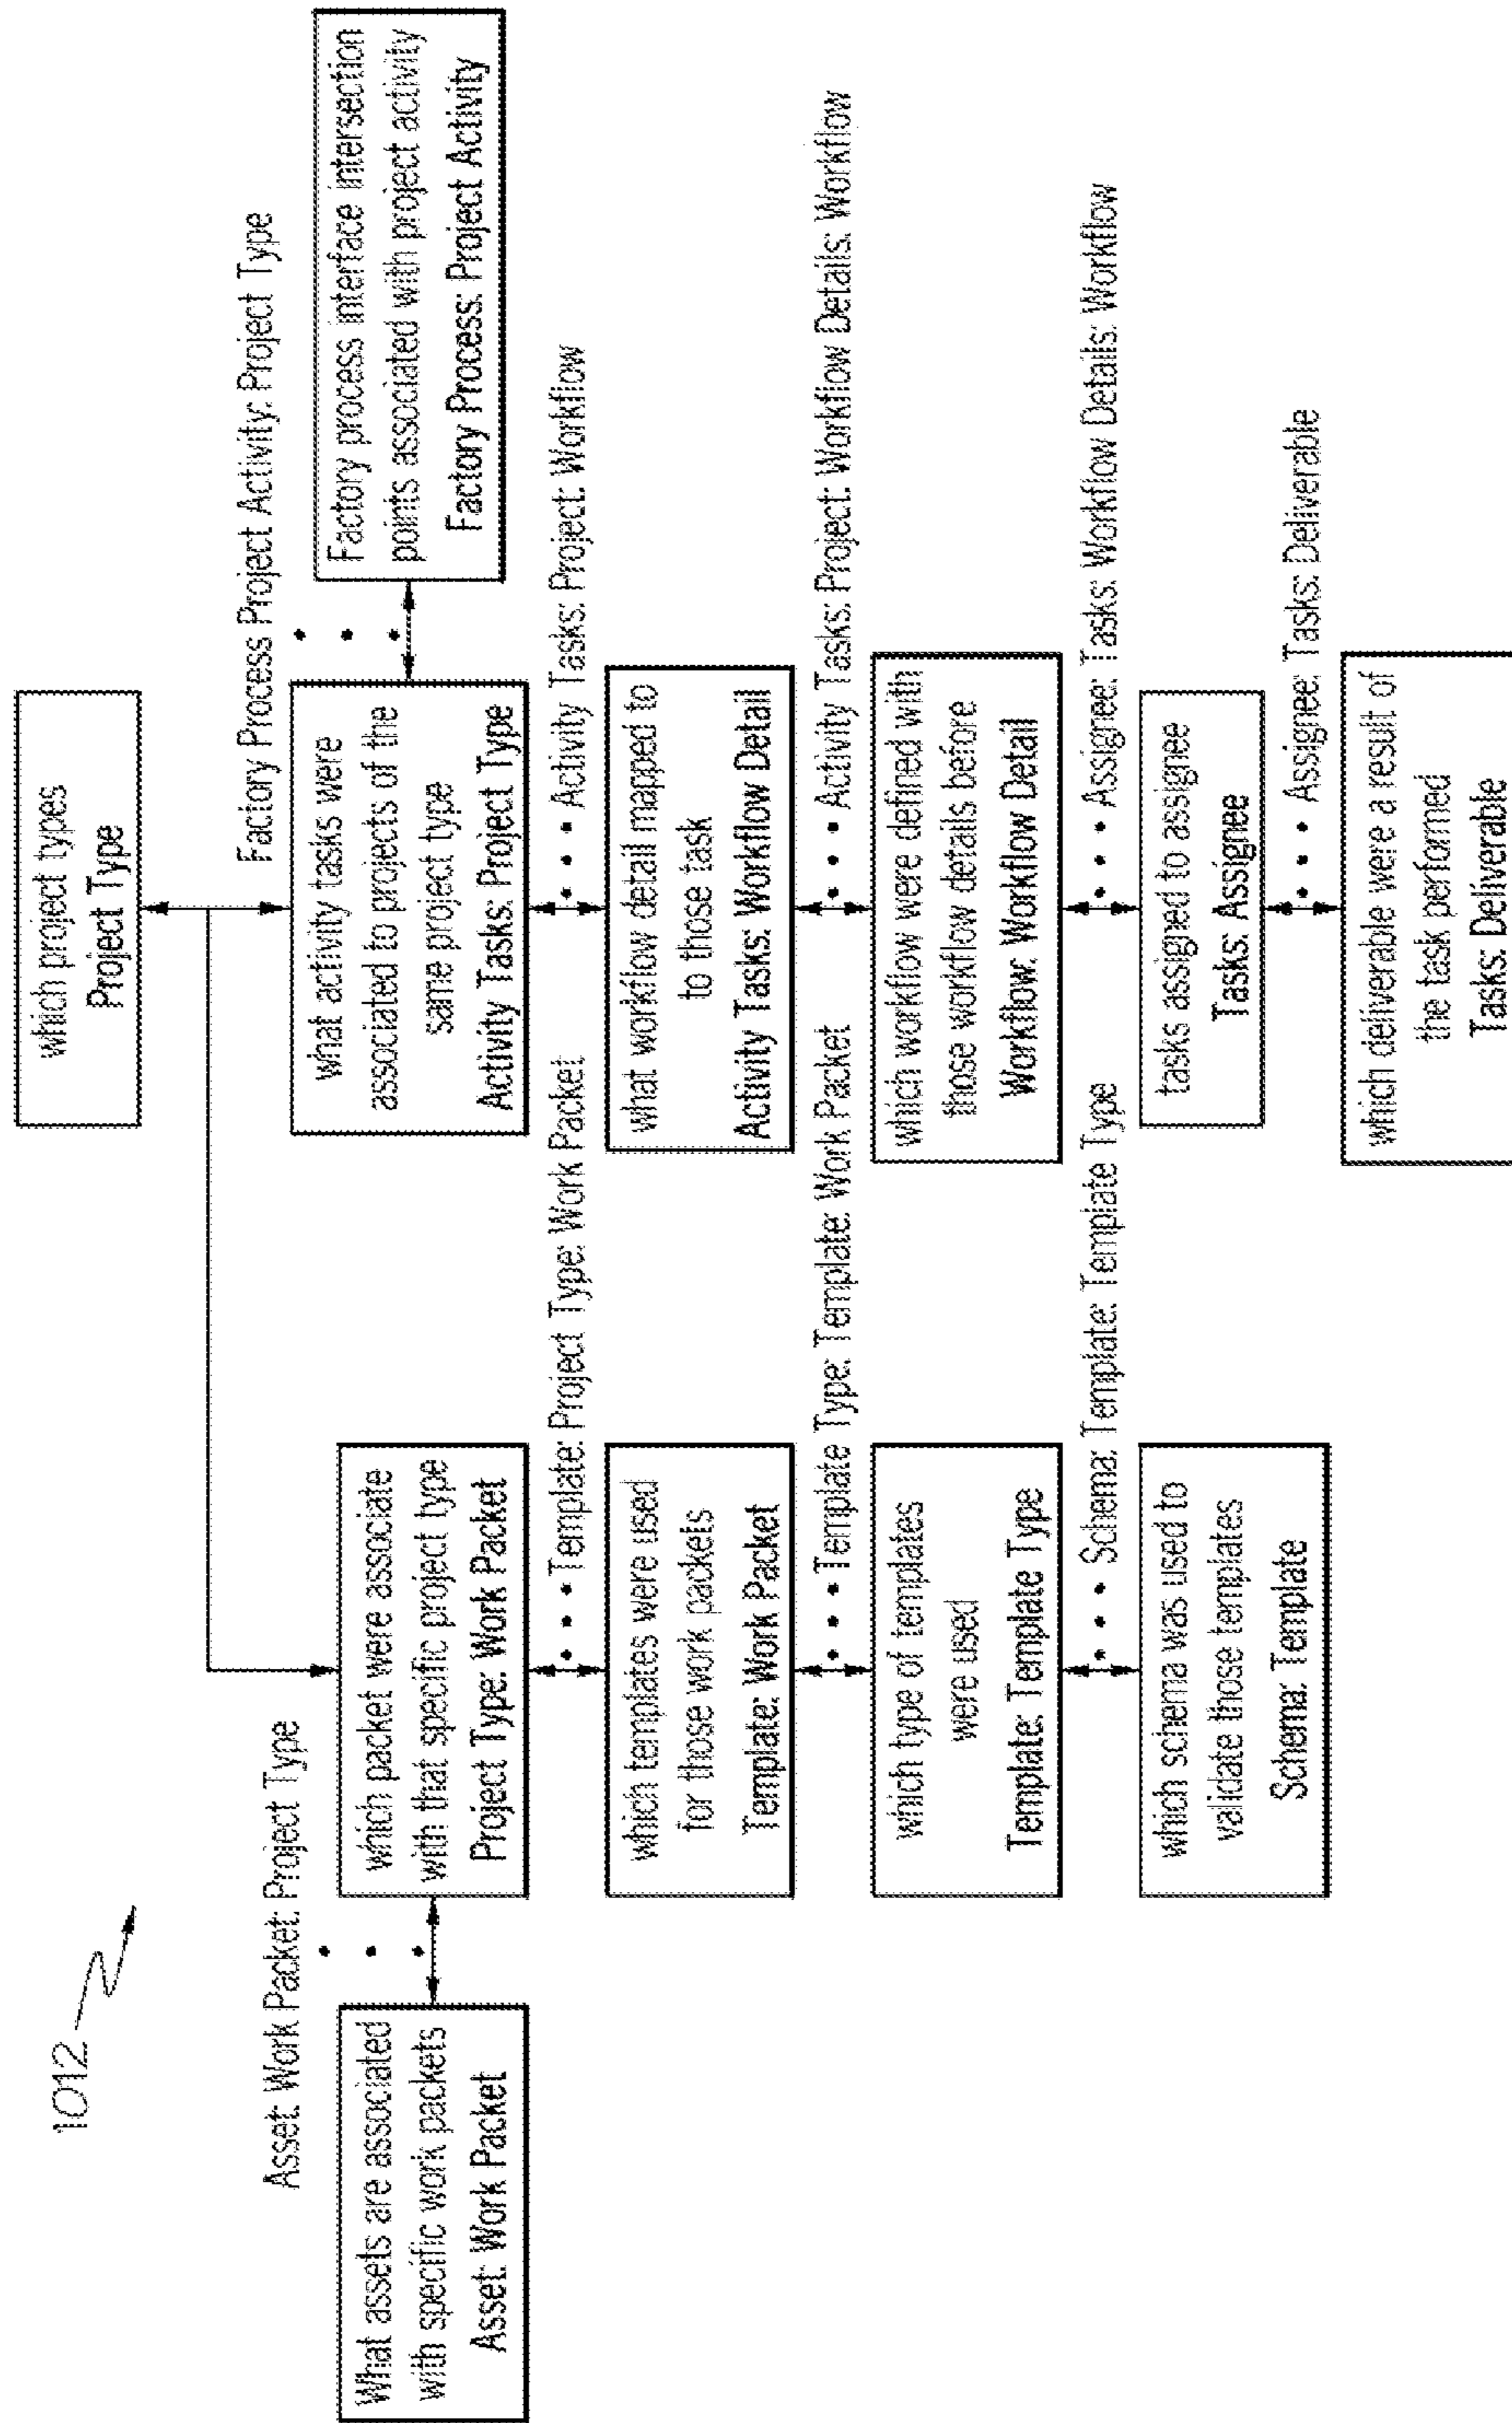 1012
which project types
Project Type
Asset: Work Packet: Project Type
Factory Process Project Activity: Project Type
What assets are associated
with specific work packets
Asset: Work Packet
which packet were associate
with that specific project type
Project Type: Work Packet
what activity tasks were
associated to projects of the
same project type
Activity Tasks: Project Type
Factory process interface intersection
points associated with project activity
Factory Process: Project Activity
Template: Project Type: Work Packet
Activity Tasks: Project: Workflow
which templates were used
for those work packets
Template: Work Packet
what workflow detail mapped to
to those task
Activity Tasks: Workflow Detail
Template Type: Template: Work Packet
Activity Tasks: Project: Workflow Details: Workflow
which type of templates
were used
Template: Template Type
which workflow were defined with
those workflow details before
Workflow: Workflow Detail
Schema: Template: Template Type
Assignee: Tasks: Workflow Details: Workflow
which schema was used to
validate those templates
Schema: Template
tasks assigned to assignee
Tasks: Assignee
Assignee: Tasks: Deliverable
which deliverable were a result of
the task performed
Tasks: Deliverable